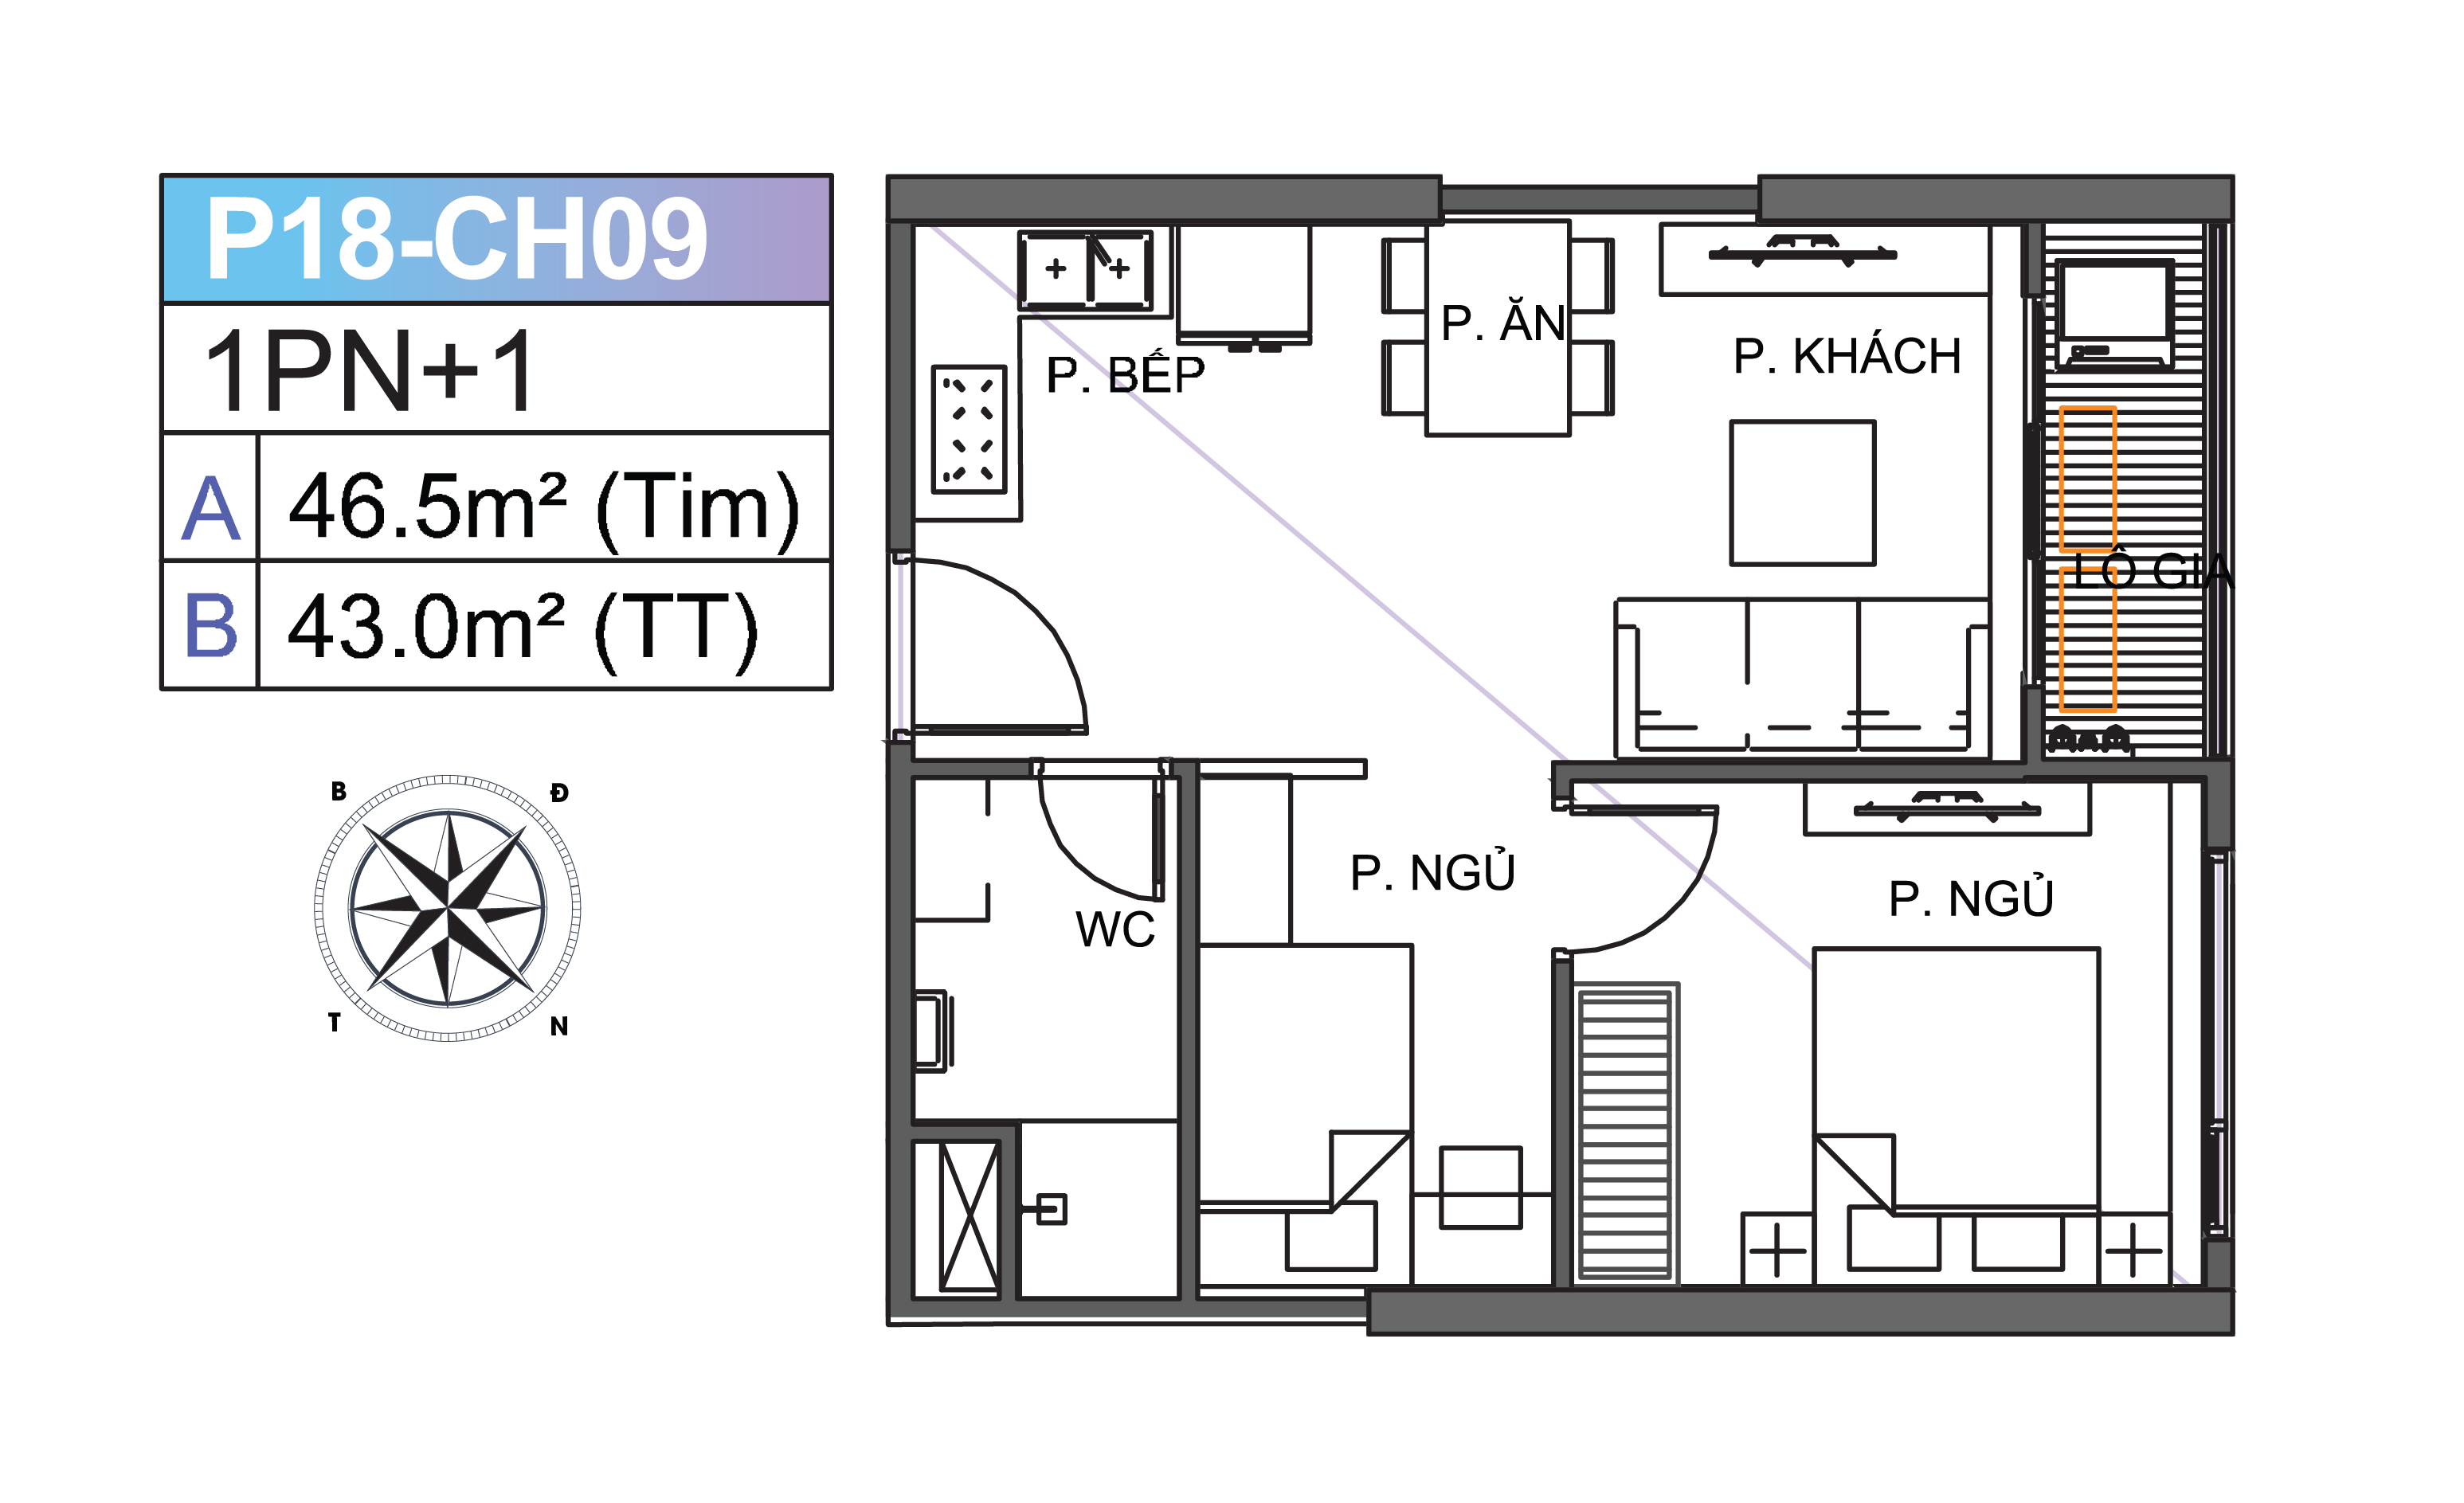 P18-CH09
1PN+1
A 46.5m² (Tim)
B 43.0m² (TT)
B Đ
T N
P. BẾP
P. ĂN
P. KHÁCH
LÔ GIA
WC
P. NGỦ
P. NGỦ